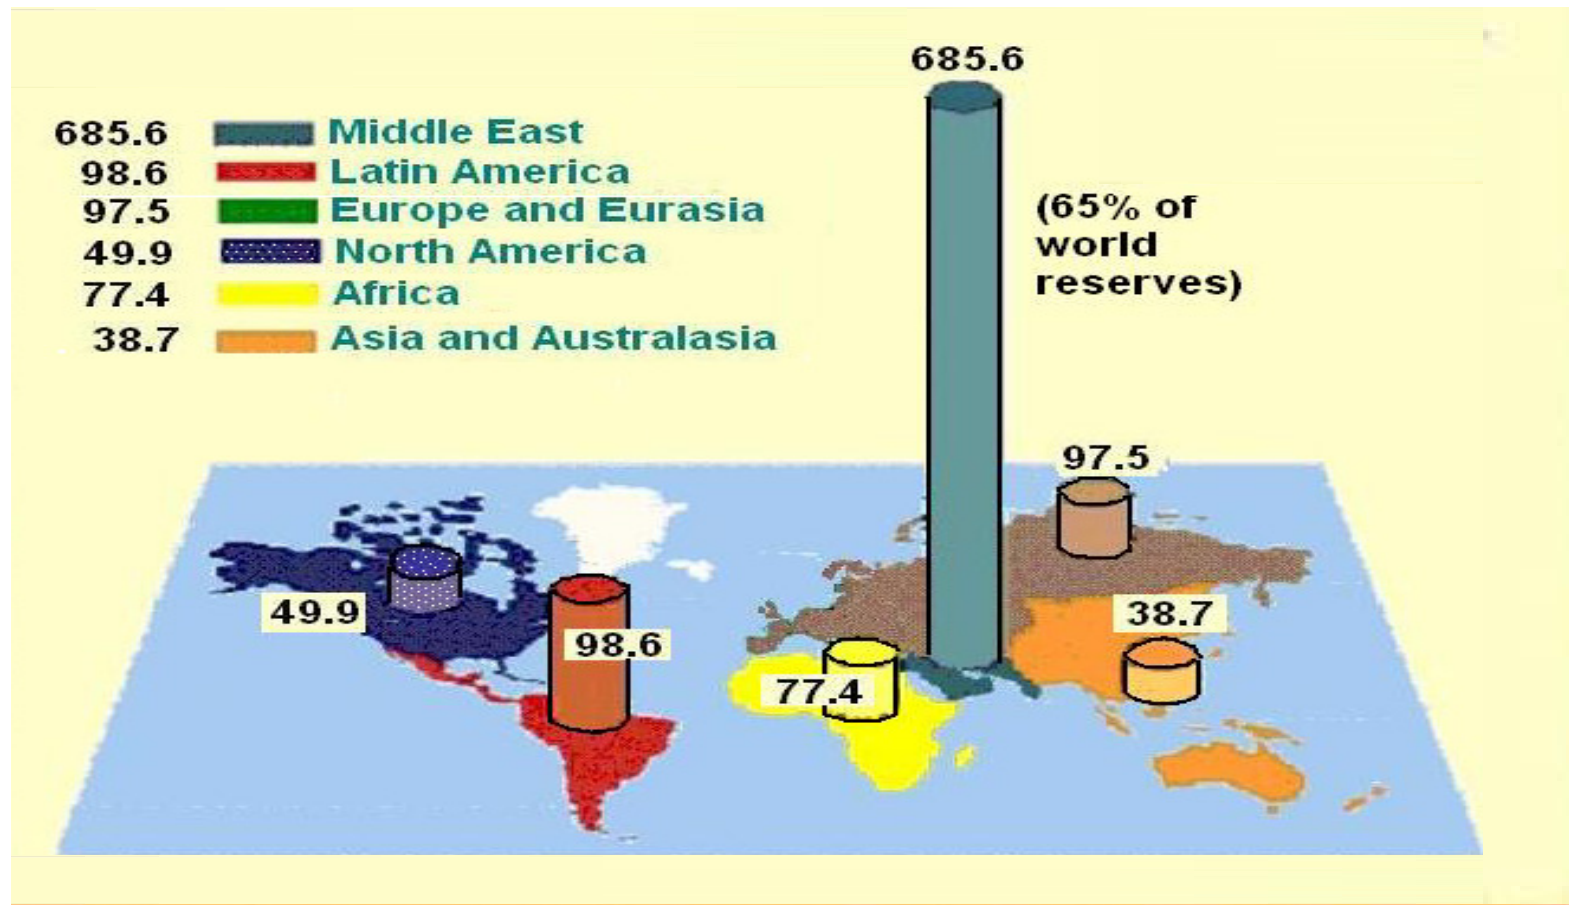 685.6
685.6 Middle East
98.6 Latin America
97.5 Europe and Eurasia
49.9 North America
77.4 Africa
38.7 Asia and Australasia
(65% of
world
reserves)
97.5
49.9
98.6
38.7
77.4